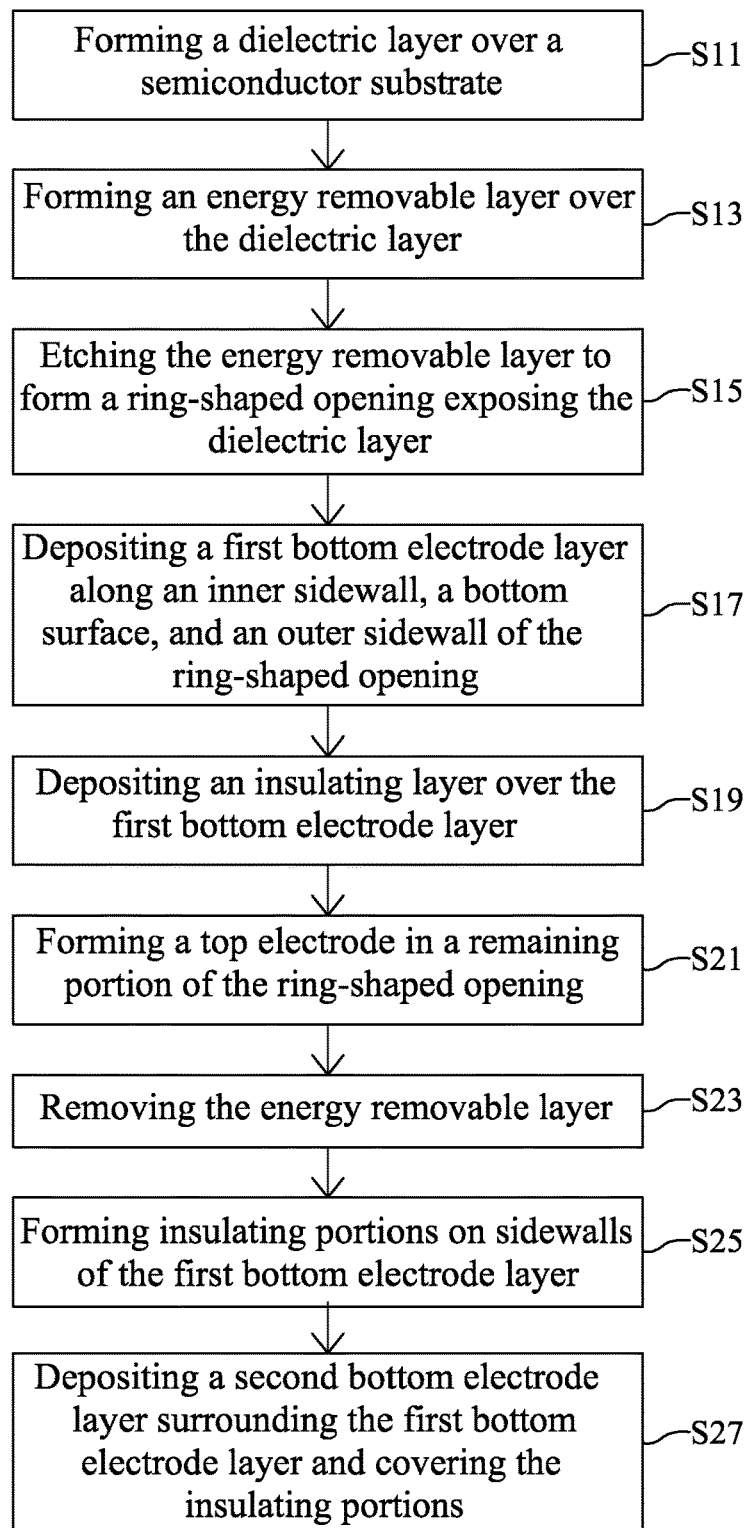 Forming a dielectric layer over a
semiconductor substrate
S11
Forming an energy removable layer over
the dielectric layer
S13
Etching the energy removable layer to
form a ring-shaped opening exposing the
dielectric layer
S15
Depositing a first bottom electrode layer
along an inner sidewall, a bottom
surface, and an outer sidewall of the
ring-shaped opening
S17
Depositing an insulating layer over the
first bottom electrode layer
S19
Forming a top electrode in a remaining
portion of the ring-shaped opening
S21
Removing the energy removable layer
S23
Forming insulating portions on sidewalls
of the first bottom electrode layer
S25
Depositing a second bottom electrode
layer surrounding the first bottom
electrode layer and covering the
insulating portions
S27